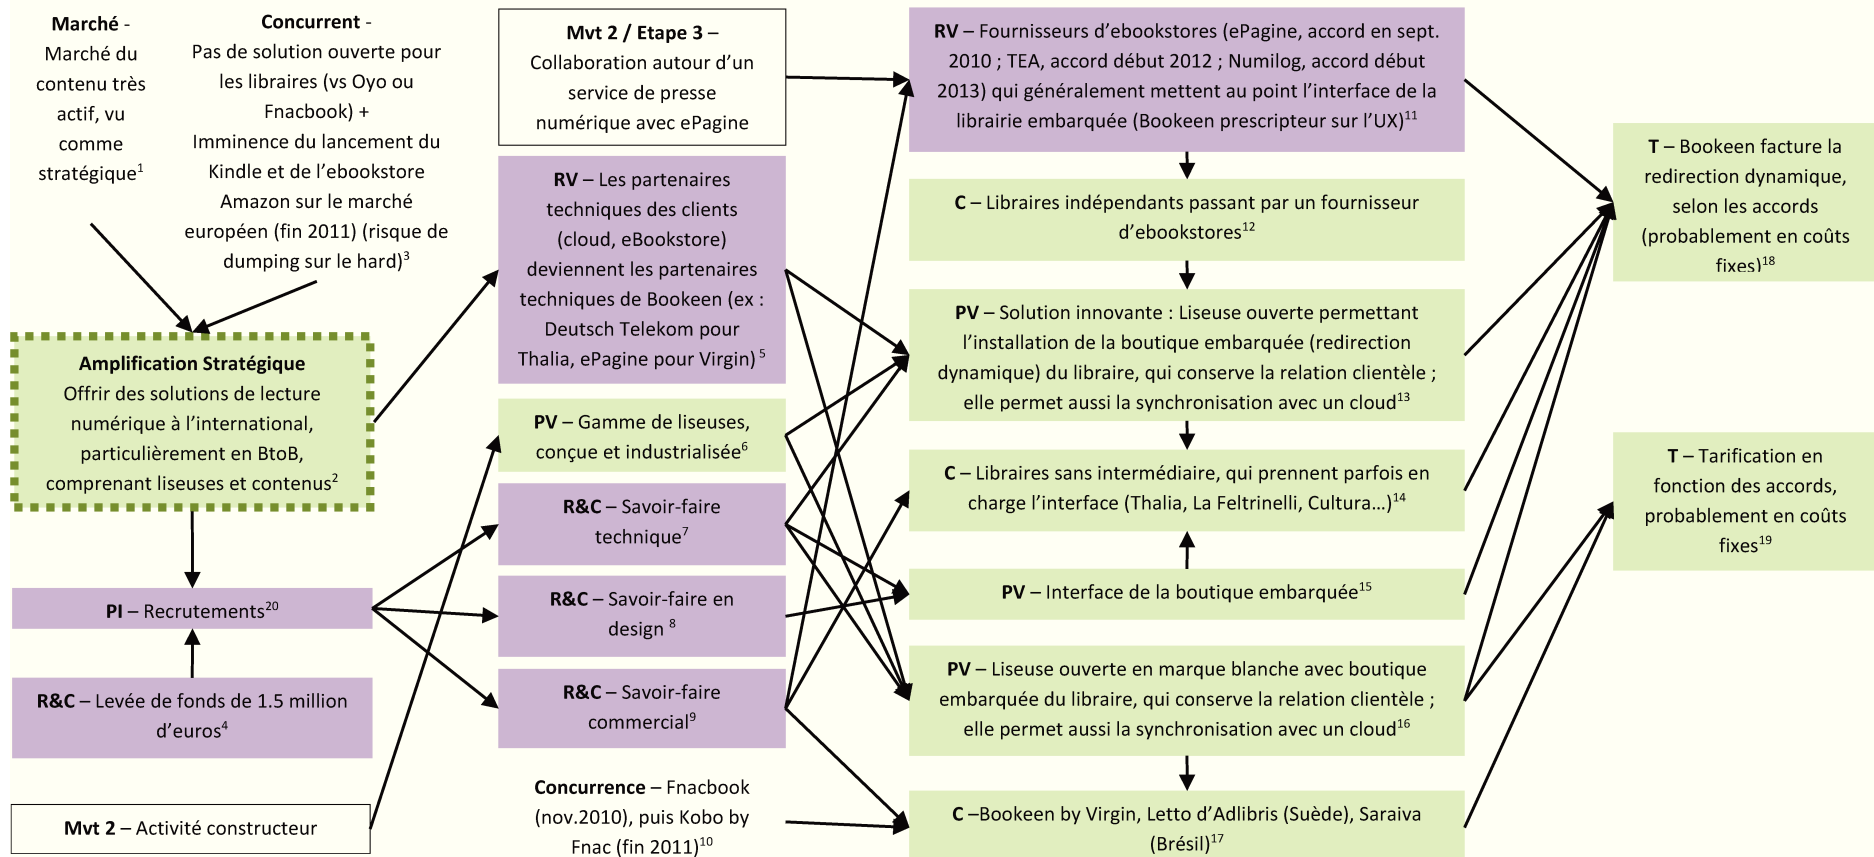 Marché -
Marché du
contenu très
actif, vu
comme
stratégique1
Concurrent -
Pas de solution ouverte pour
les libraires (vs Oyo ou
Fnacbook) +
Imminence du lancement du
Kindle et de l’ebookstore
Amazon sur le marché
européen (fin 2011) (risque de
dumping sur le hard)3
Amplification Stratégique
Offrir des solutions de lecture
numérique à l’international,
particulièrement en BtoB,
comprenant liseuses et contenus2
PI – Recrutements20
R&C – Levée de fonds de 1.5 million
d’euros4
Mvt 2 – Activité constructeur
Mvt 2 / Etape 3 –
Collaboration autour d’un
service de presse
numérique avec ePagine
RV – Les partenaires
techniques des clients
(cloud, eBookstore)
deviennent les partenaires
techniques de Bookeen (ex :
Deutsch Telekom pour
Thalia, ePagine pour Virgin) 5
PV – Gamme de liseuses,
conçue et industrialisée6
R&C – Savoir-faire
technique7
R&C – Savoir-faire en
design 8
R&C – Savoir-faire
commercial9
Concurrence – Fnacbook
(nov.2010), puis Kobo by
Fnac (fin 2011)10
RV – Fournisseurs d’ebookstores (ePagine, accord en sept.
2010 ; TEA, accord début 2012 ; Numilog, accord début
2013) qui généralement mettent au point l’interface de la
librairie embarquée (Bookeen prescripteur sur l’UX)11
C – Libraires indépendants passant par un fournisseur
d’ebookstores12
PV – Solution innovante : Liseuse ouverte permettant
l’installation de la boutique embarquée (redirection
dynamique) du libraire, qui conserve la relation clientèle ;
elle permet aussi la synchronisation avec un cloud13
C – Libraires sans intermédiaire, qui prennent parfois en
charge l’interface (Thalia, La Feltrinelli, Cultura…)14
PV – Interface de la boutique embarquée15
PV – Liseuse ouverte en marque blanche avec boutique
embarquée du libraire, qui conserve la relation clientèle ;
elle permet aussi la synchronisation avec un cloud16
C –Bookeen by Virgin, Letto d’Adlibris (Suède), Saraiva
(Brésil)17
T – Bookeen facture la
redirection dynamique,
selon les accords
(probablement en coûts
fixes)18
T – Tarification en
fonction des accords,
probablement en coûts
fixes19